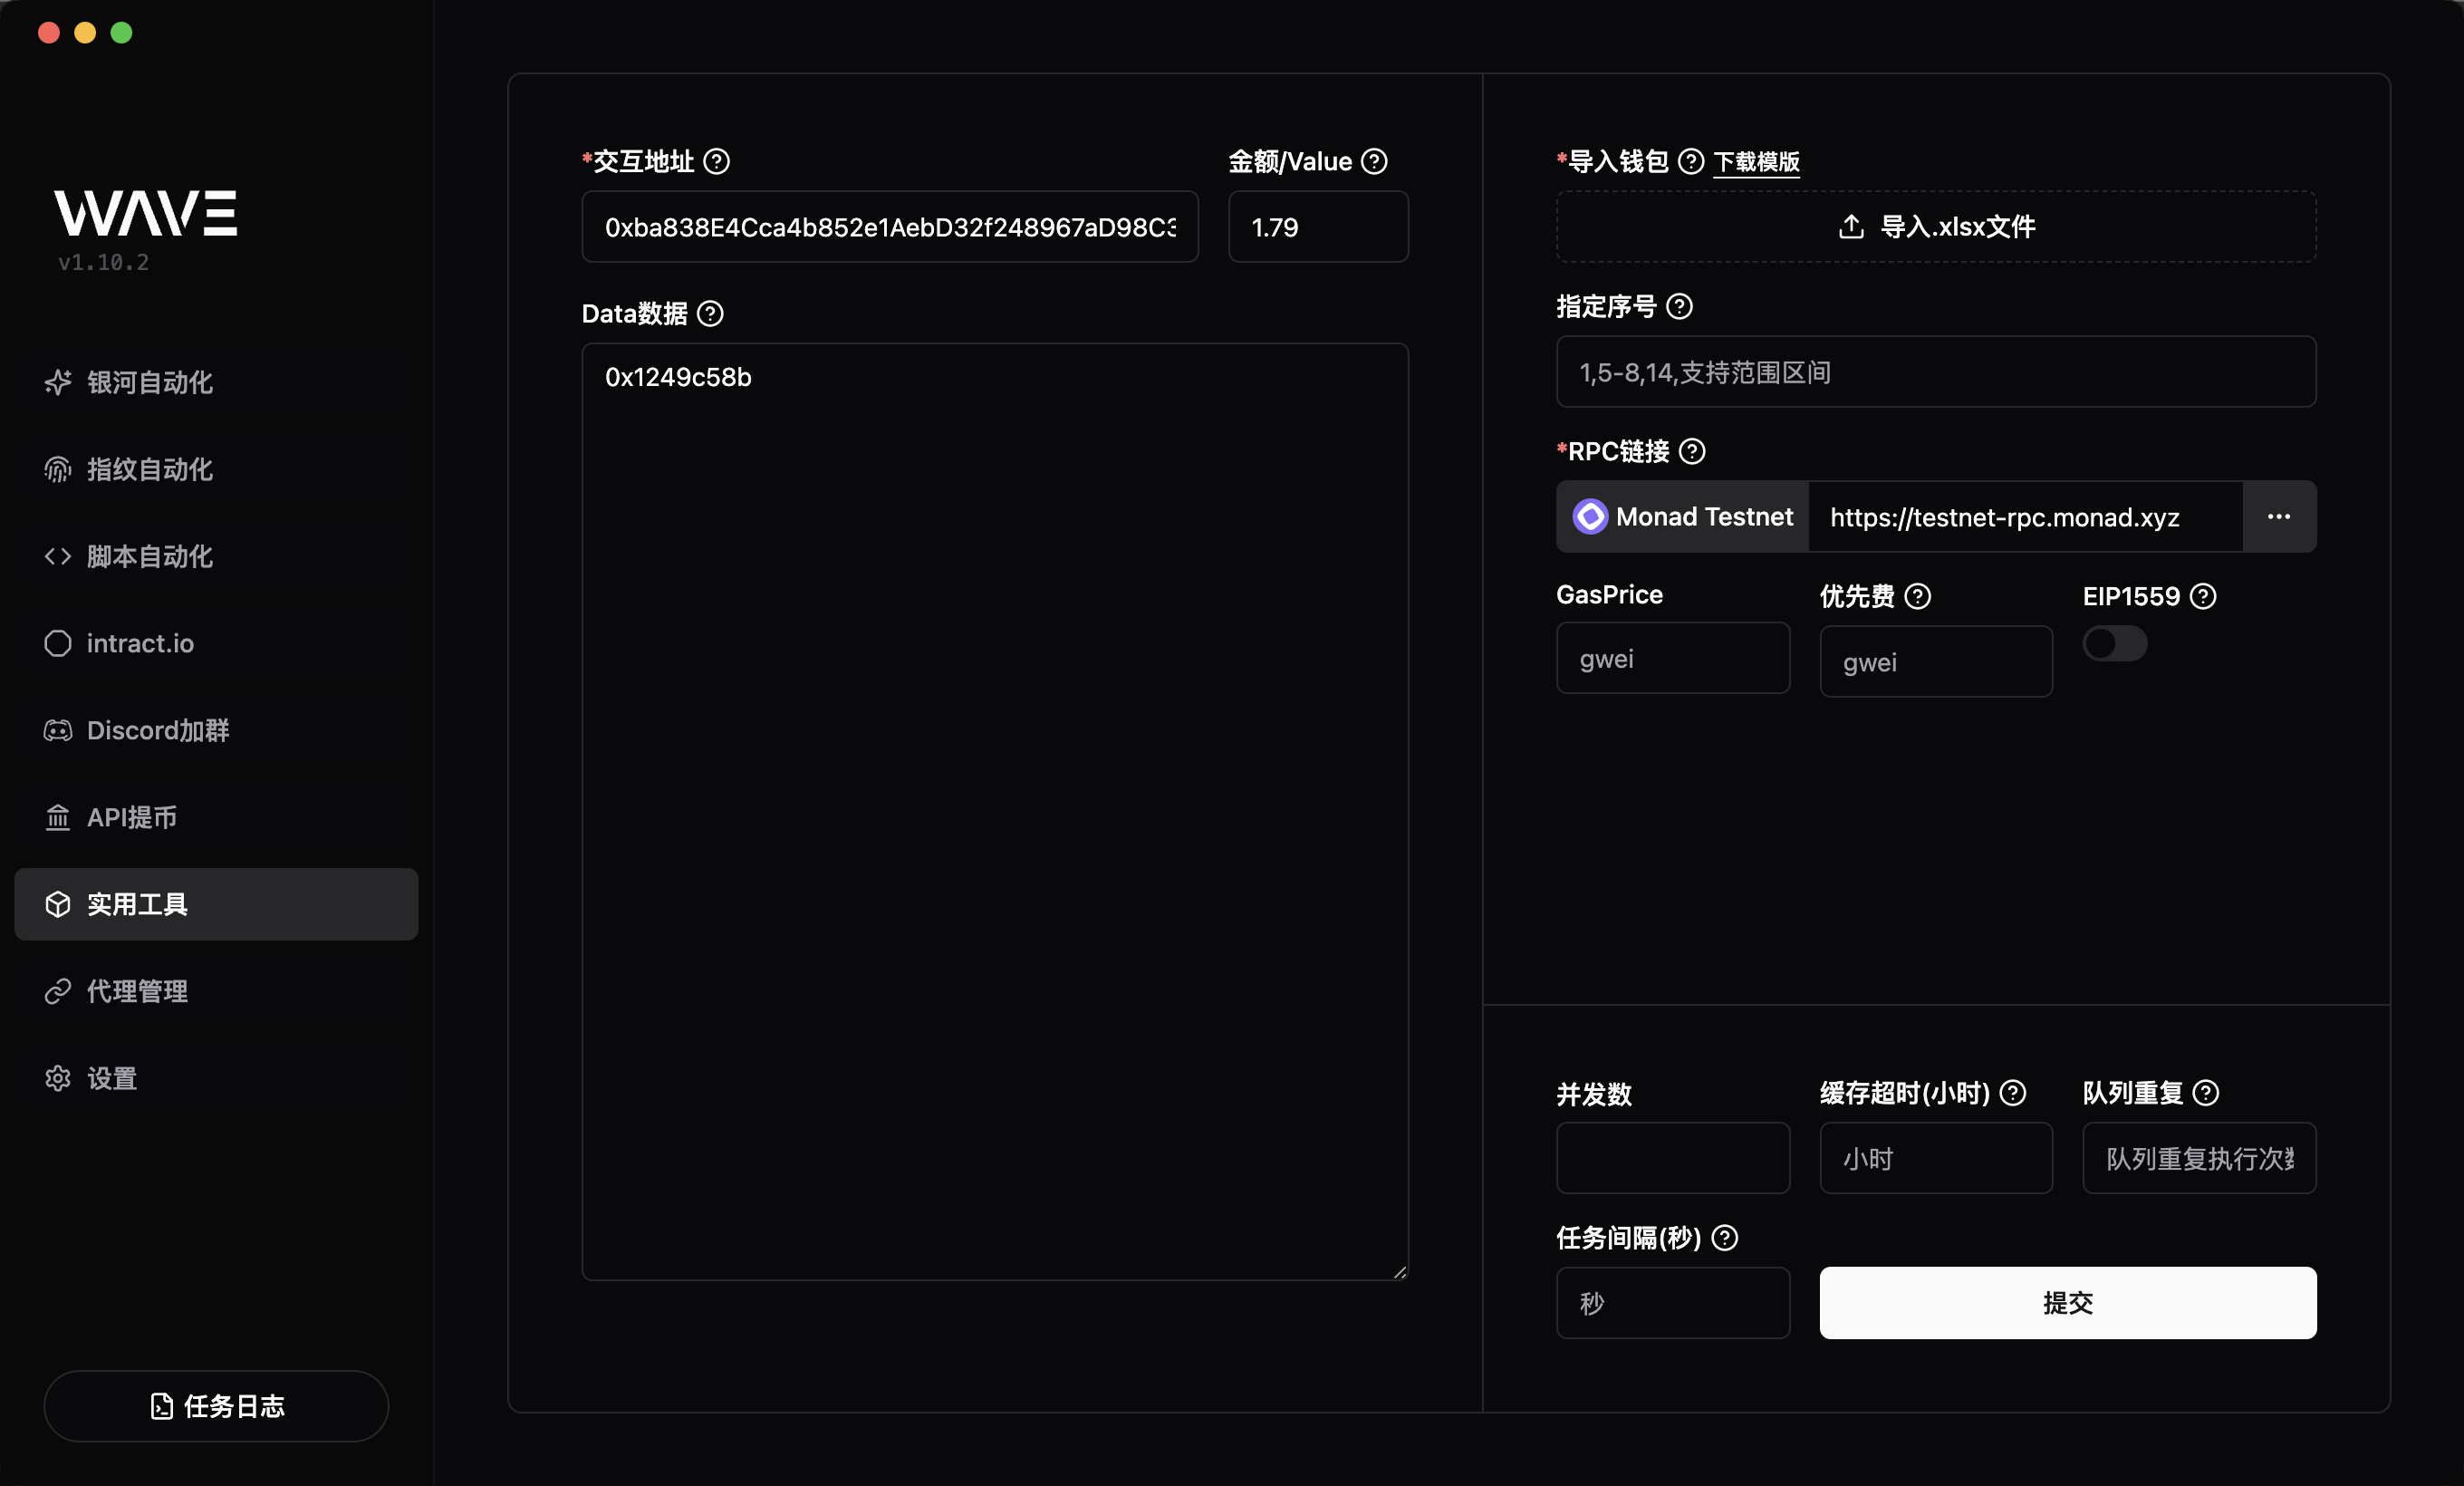 WAVE
v1.10.2
银河自动化
指纹自动化
脚本自动化
intract.io
Discord加群
API提币
实用工具
代理管理
设置
任务日志
*交互地址
0xba838E4Cca4b852e1AebD32f248967aD98C3
金额/Value
1.79
Data数据
0x1249c58b
*导入钱包 下载模版
导入.xlsx文件
指定序号
1,5-8,14,支持范围区间
*RPC链接
Monad Testnet https://testnet-rpc.monad.xyz ...
GasPrice
gwei
优先费
gwei
EIP1559
并发数
缓存超时(小时)
小时
队列重复
队列重复执行次数
任务间隔(秒)
秒
提交